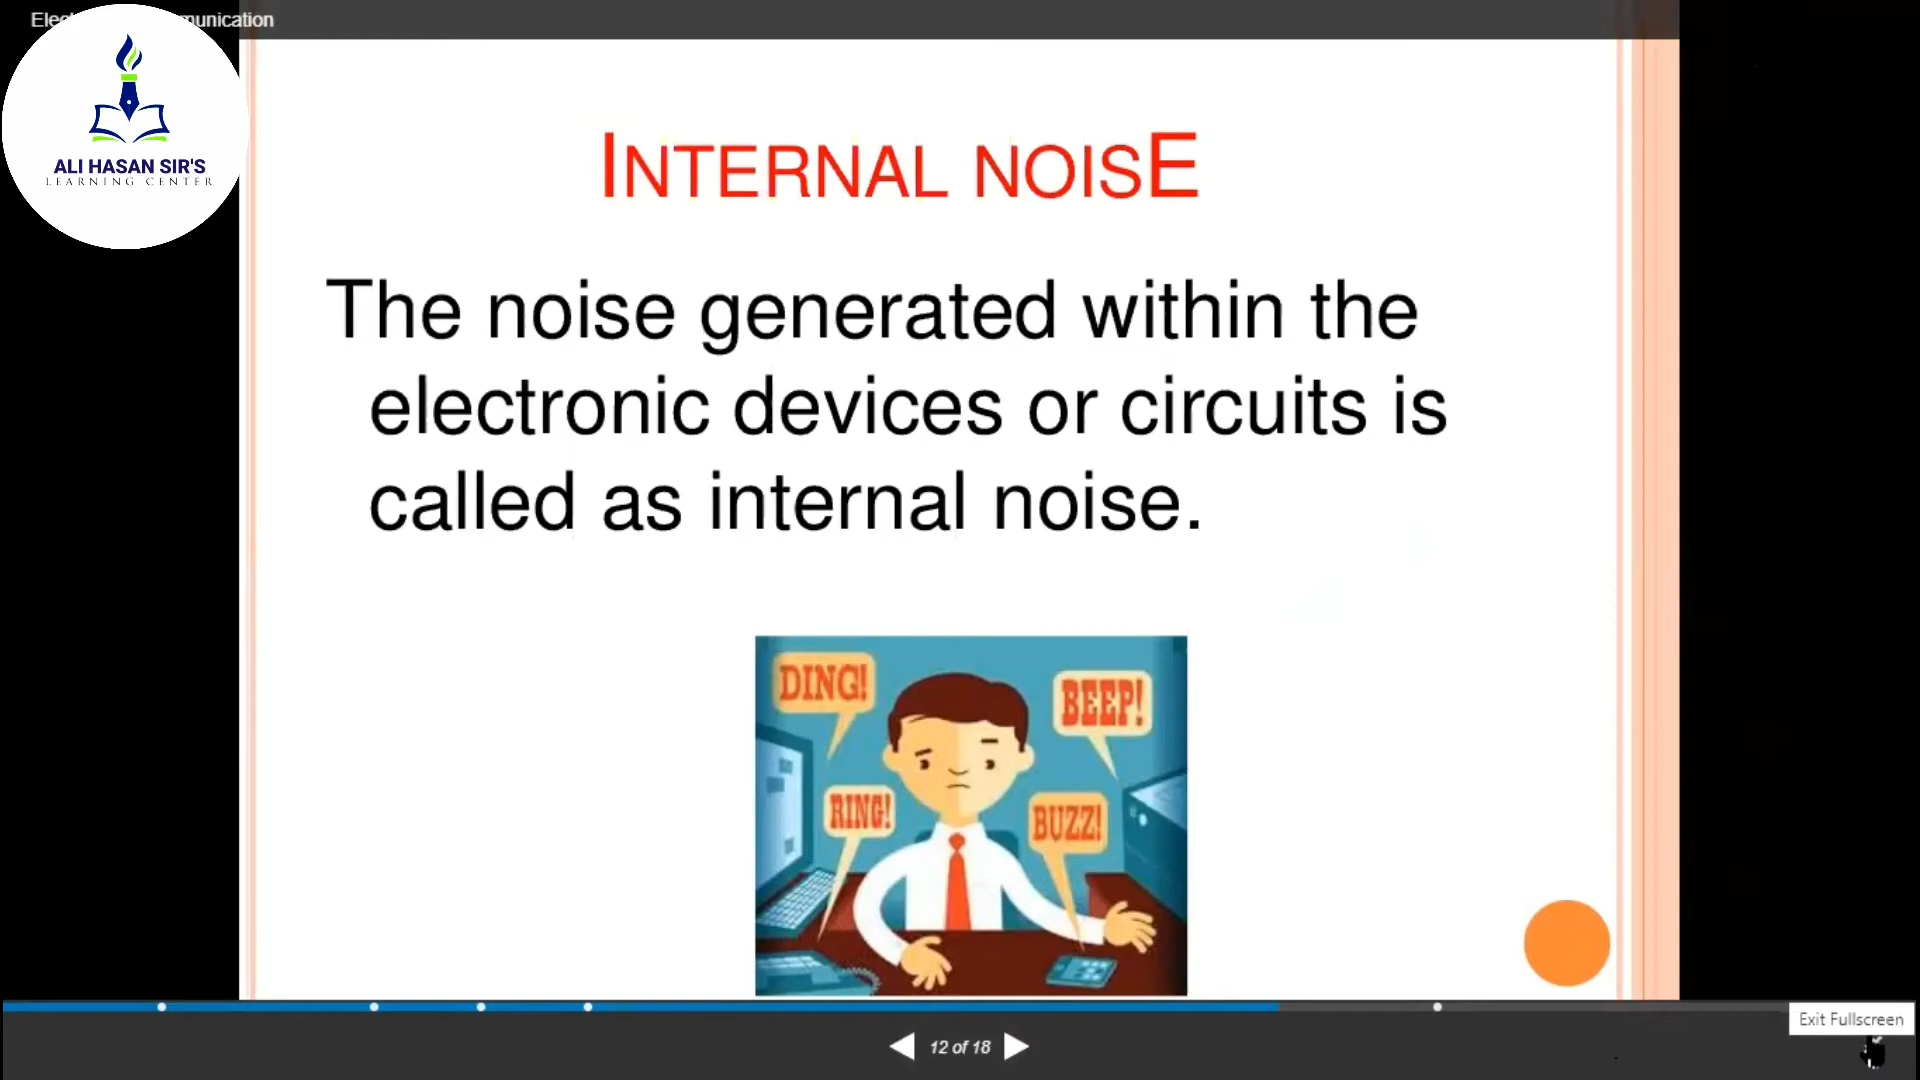 Elec
munication
ALI HASAN SIR'S
LEARNING CENTER
INTERNAL NOISE
The noise generated within the
electronic devices or circuits is
called as internal noise.
DING!
BEEP!
RING!
BUZZ!
12 of 18
Exit Fullscreen